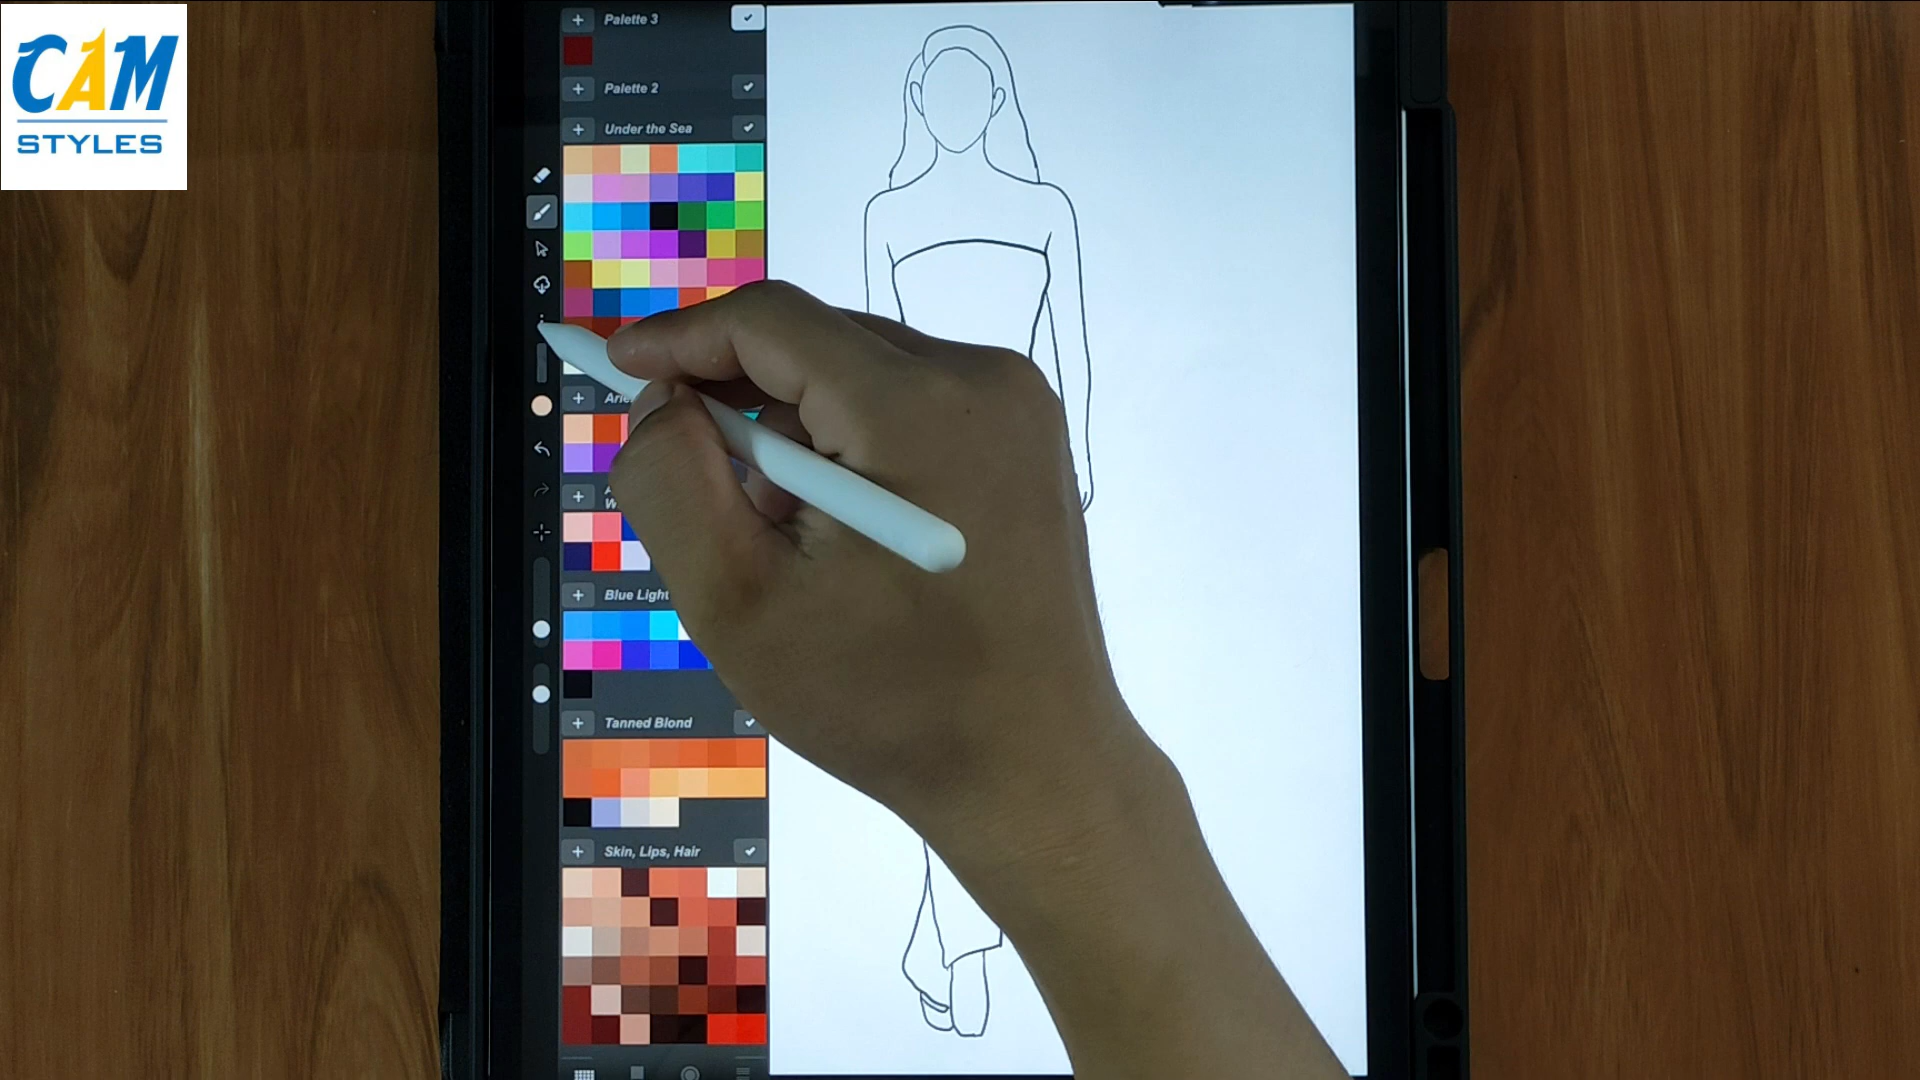 CAM
STYLES
Palette 3
Palette 2
Under the Sea
Blue Light
Tanned Blond
Skin, Lips, Hair